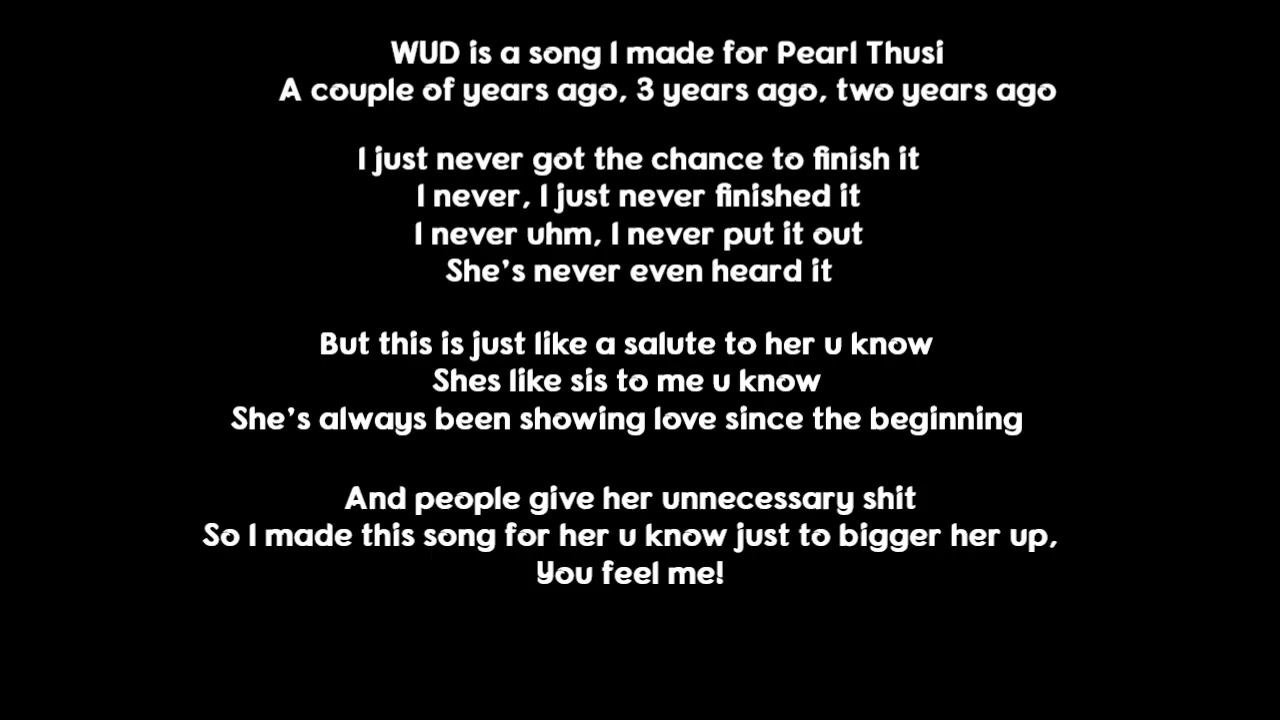 WUD is a song I made for Pearl Thusi
A couple of years ago, 3 years ago, two years ago
I just never got the chance to finish it
I never, I just never finished it
I never uhm, I never put it out
She's never even heard it
But this is just like a salute to her u know
Shes like sis to me u know
She's always been showing love since the beginning
And people give her unnecessary shit
So I made this song for her u know just to bigger her up,
You feel me!